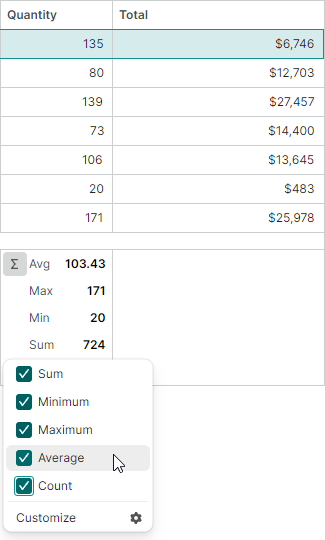 Quantity Total
135 $6,746
80 $12,703
139 $27,457
73 $14,400
106 $13,645
20 $483
171 $25,978
Σ Avg 103.43
Max 171
Min 20
Sum 724
Sum
Minimum
Maximum
Average
Count
Customize